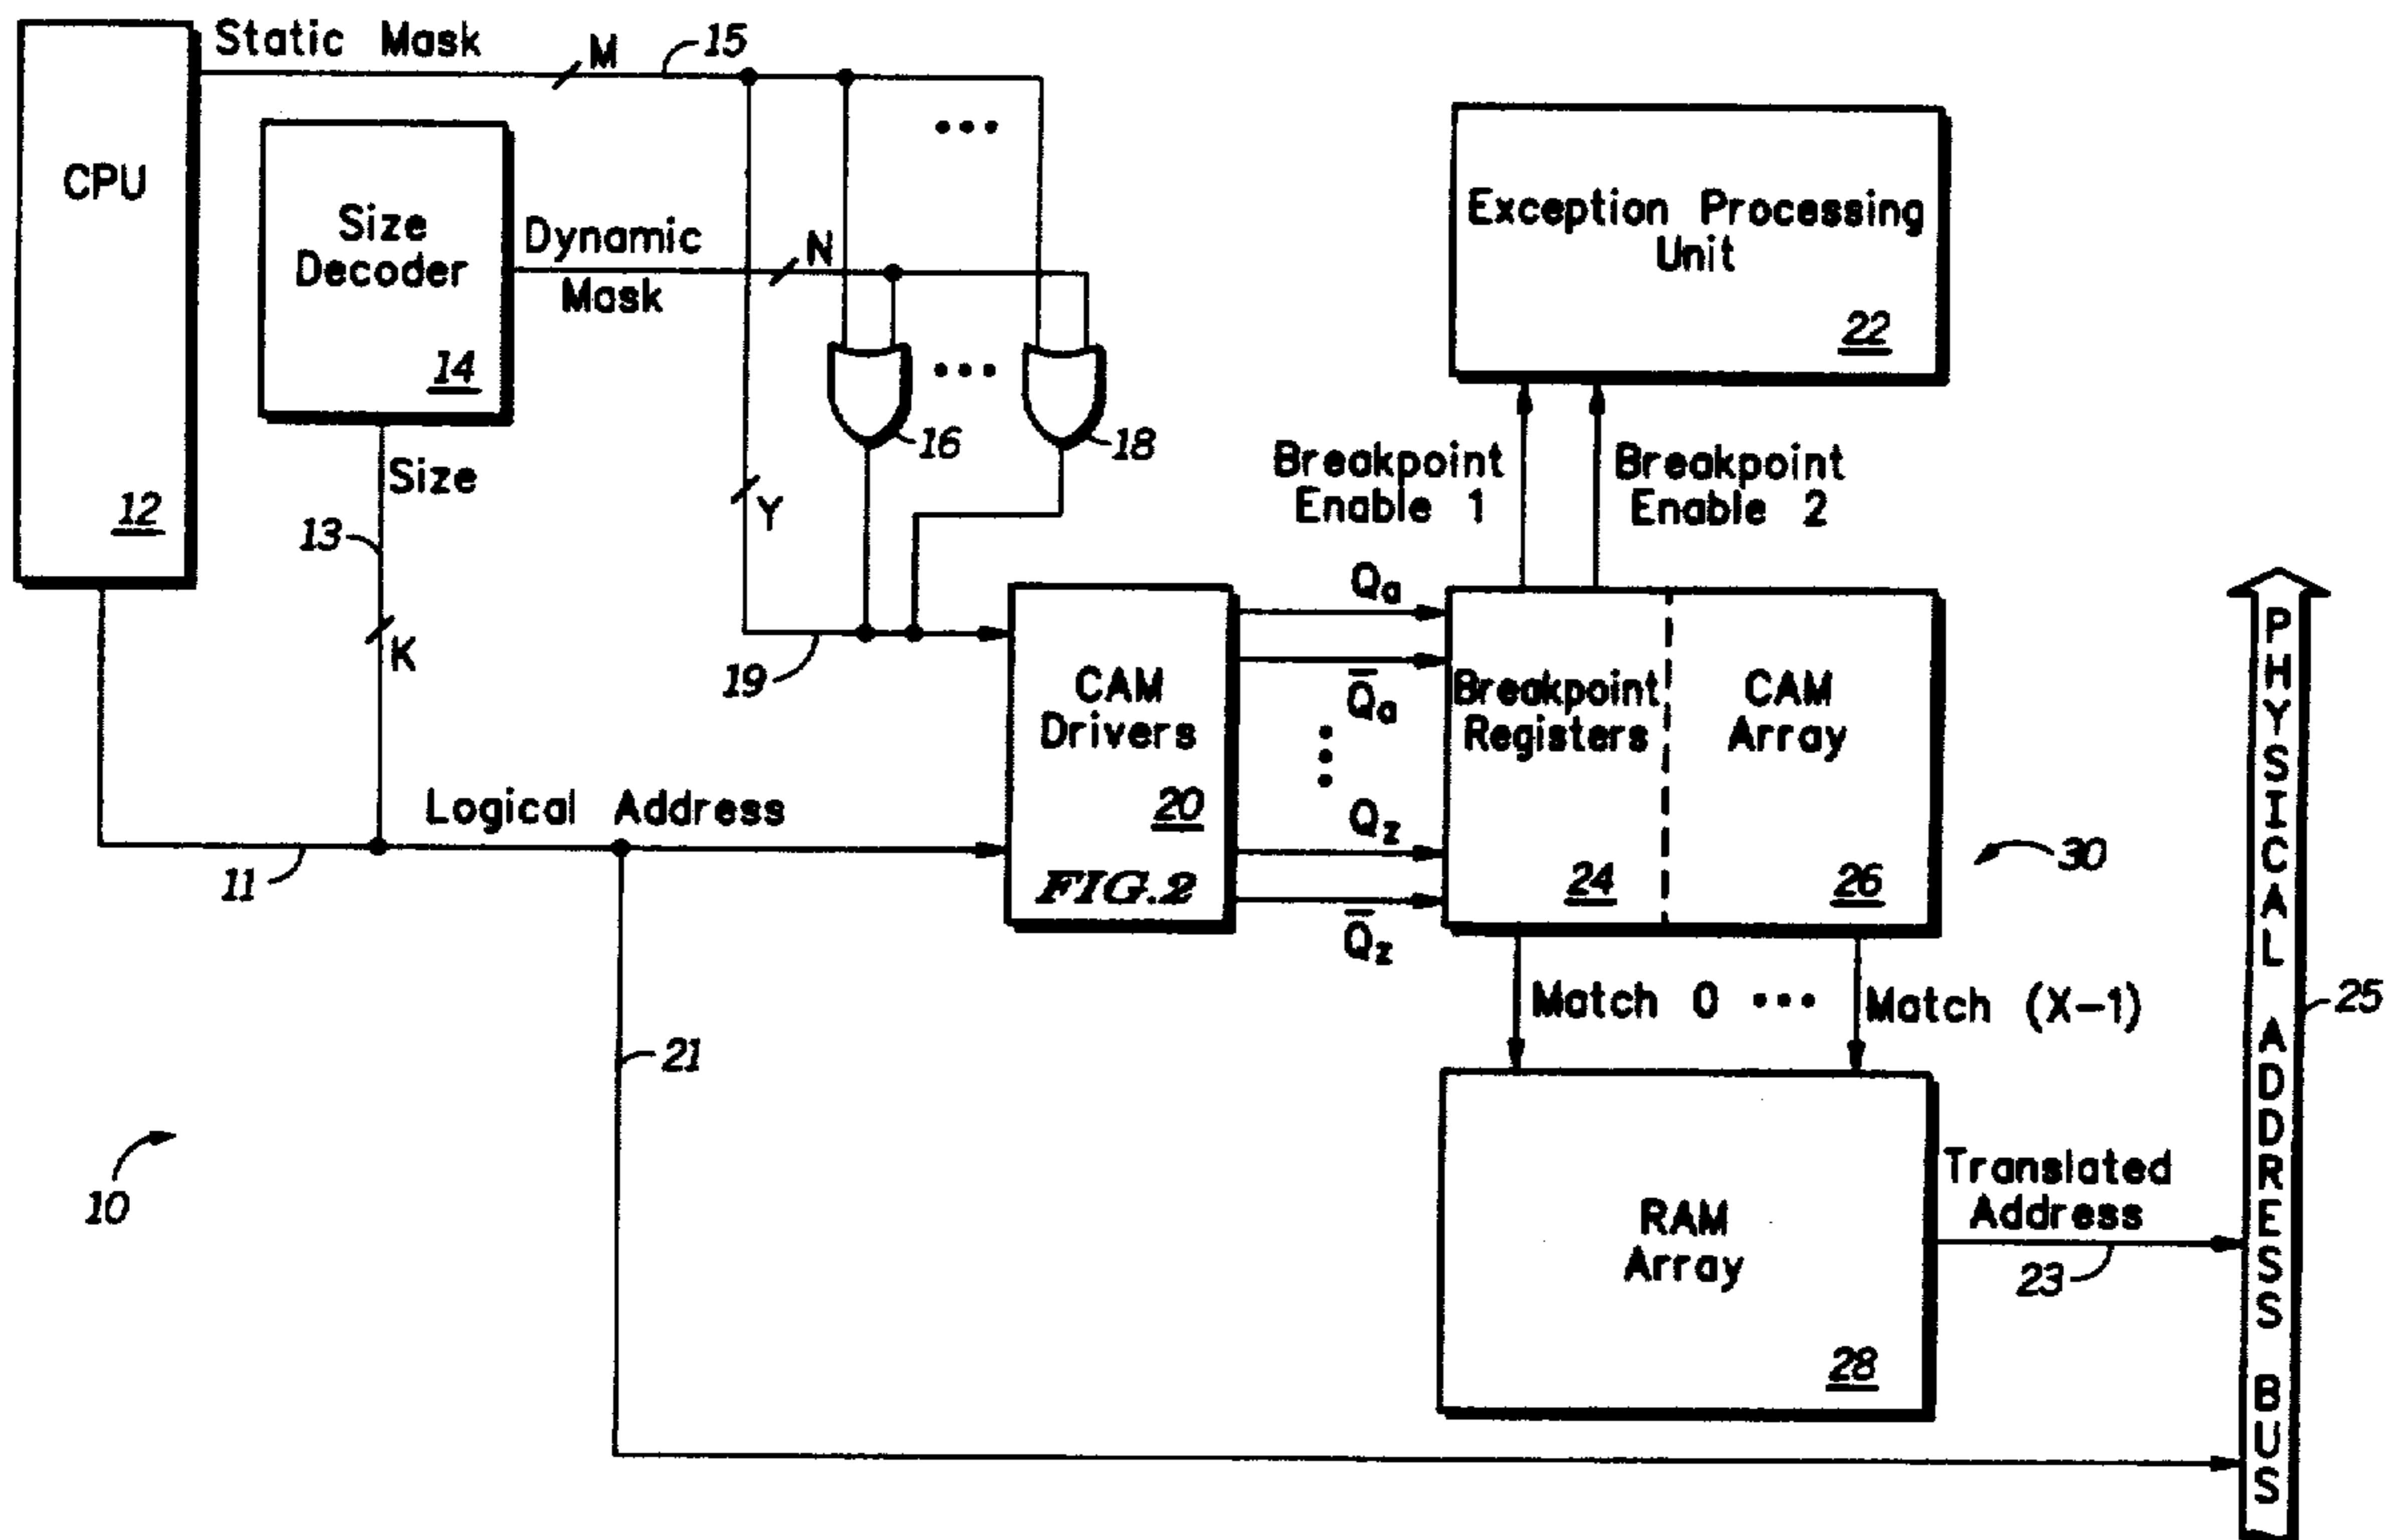 Static Mask
M
15
CPU
12
Size
Decoder
14
Dynamic
Mask
N
16
18
Size
13
K
Y
19
Exception Processing
Unit
22
Breakpoint
Enable 1
Breakpoint
Enable 2
CAM
Drivers
20
FIG.2
Qa
Q̅a
Qz
Q̅z
Breakpoint
Registers
24
CAM
Array
26
30
Logical Address
11
21
Match 0 ••• Match (X-1)
RAM
Array
28
Translated
Address
23
PHYSICAL ADDRESS BUS
25
10